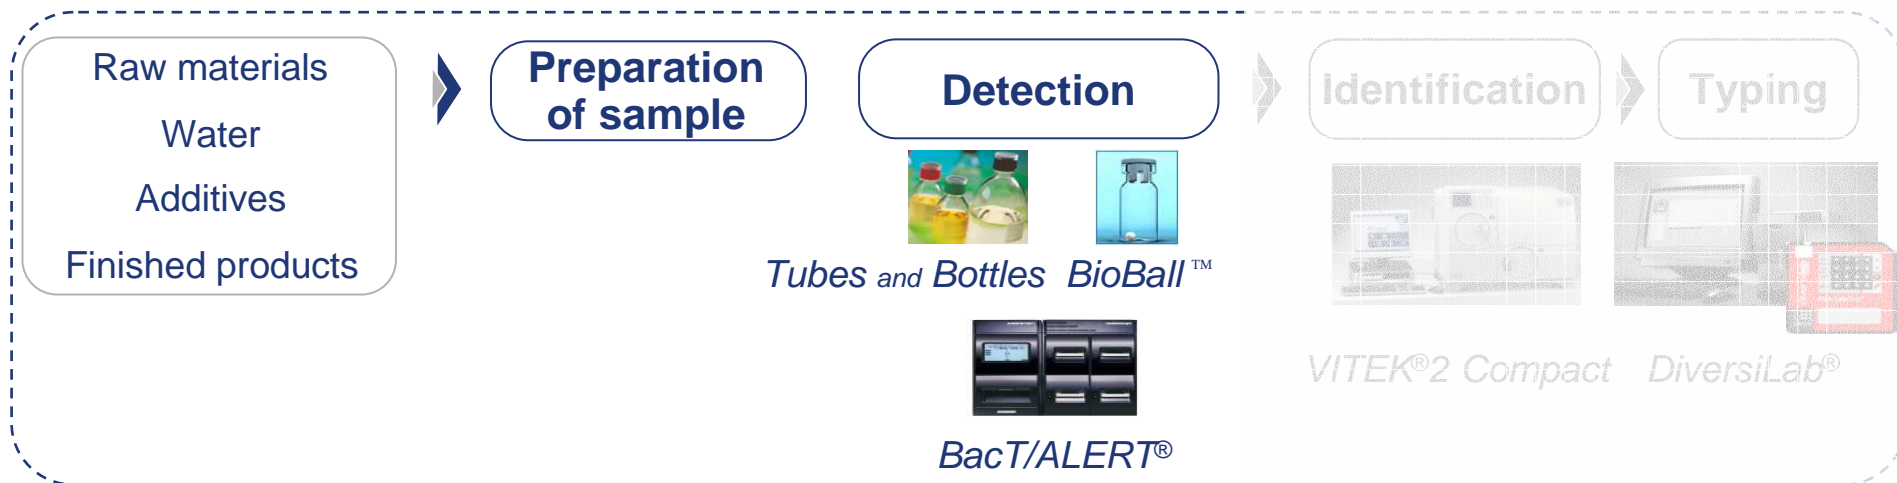 Raw materials
Water
Additives
Finished products
Preparation
of sample
Detection
Identification
Typing
Tubes and Bottles
BioBall™
BacT/ALERT®
VITEK®2 Compact
DiversiLab®